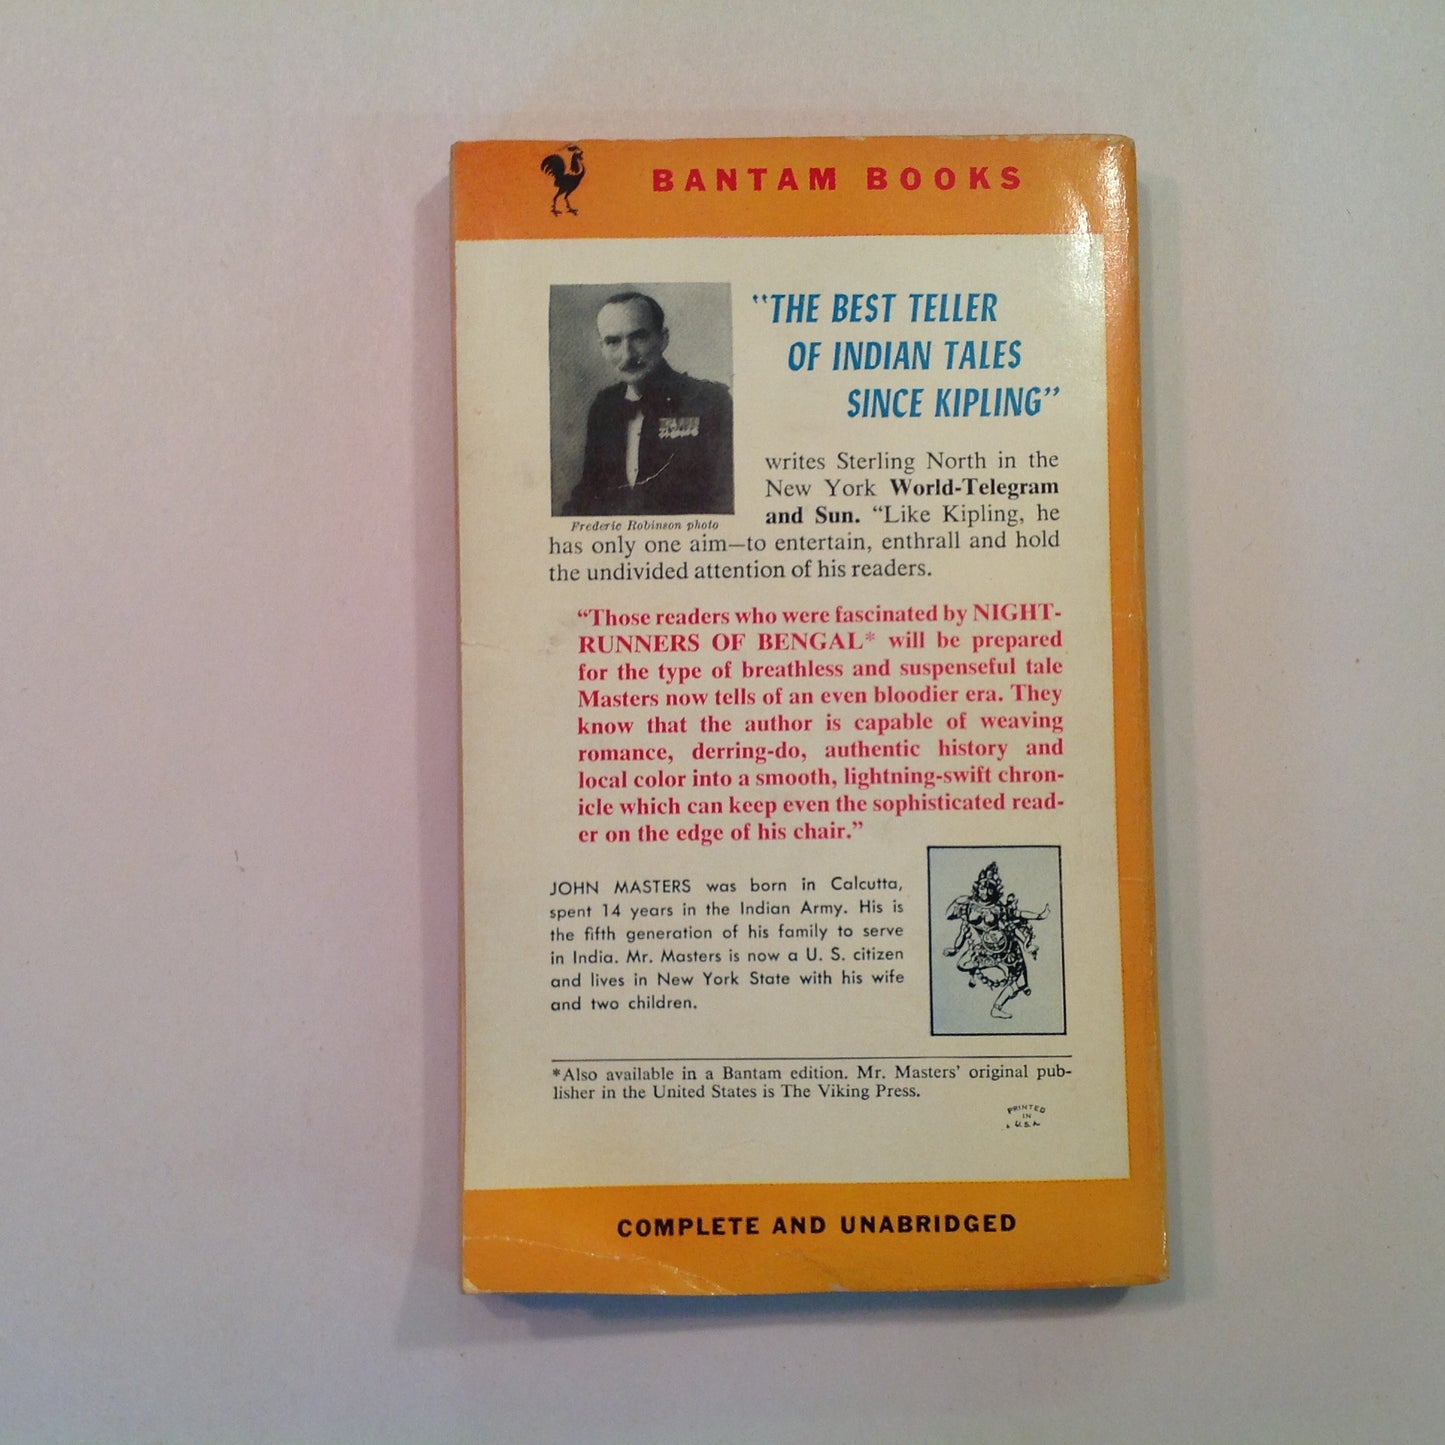 BANTAM BOOKS
"THE BEST TELLER
OF INDIAN TALES
SINCE KIPLING"
writes Sterling North in the
New York World-Telegram
and Sun. "Like Kipling, he
Frederic Robinson photo
has only one aim—to entertain, enthrall and hold
the undivided attention of his readers.
"Those readers who were fascinated by NIGHT-
RUNNERS OF BENGAL* will be prepared
for the type of breathless and suspenseful tale
Masters now tells of an even bloodier era. They
know that the author is capable of weaving
romance, derring-do, authentic history and
local color into a smooth, lightning-swift chron-
icle which can keep even the sophisticated read-
er on the edge of his chair."
JOHN MASTERS was born in Calcutta,
spent 14 years in the Indian Army. His is
the fifth generation of his family to serve
in India. Mr. Masters is now a U. S. citizen
and lives in New York State with his wife
and two children.
*Also available in a Bantam edition. Mr. Masters' original pub-
lisher in the United States is The Viking Press.
PRINTED
IN
U.S.A.
COMPLETE AND UNABRIDGED